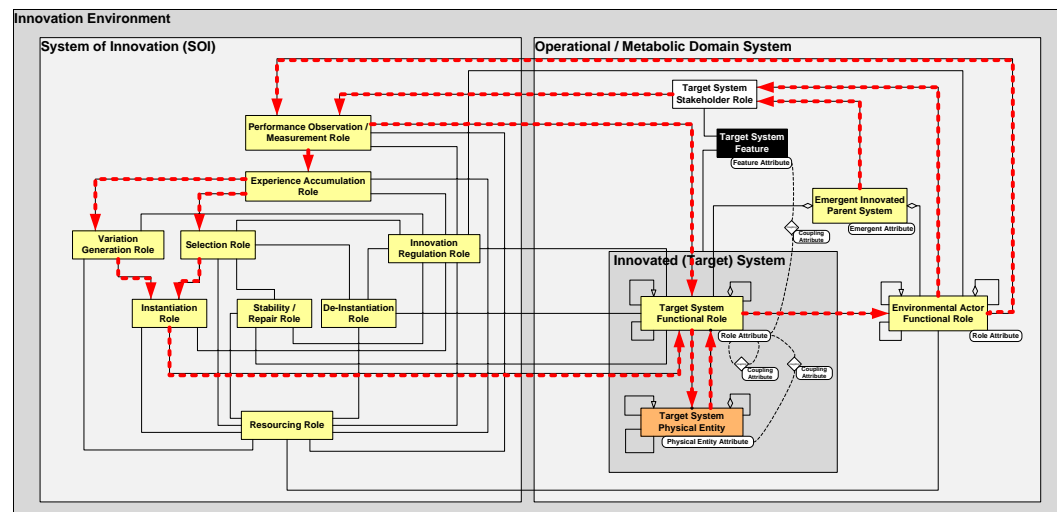 Innovation Environment
System of Innovation (SOI)
Operational / Metabolic Domain System
Target System
Stakeholder Role
Performance Observation /
Measurement Role
Target System
Feature
Feature Attribute
Experience Accumulation
Role
Emergent Innovated
Parent System
Emergent Attribute
Variation
Generation Role
Selection Role
Innovation
Regulation Role
Coupling
Attribute
Innovated (Target) System
Instantiation
Role
Stability /
Repair Role
De-Instantiation
Role
Target System
Functional Role
Role Attribute
Environmental Actor
Functional Role
Role Attribute
Coupling
Attribute
Coupling
Attribute
Resourcing Role
Target System
Physical Entity
Physical Entity Attribute